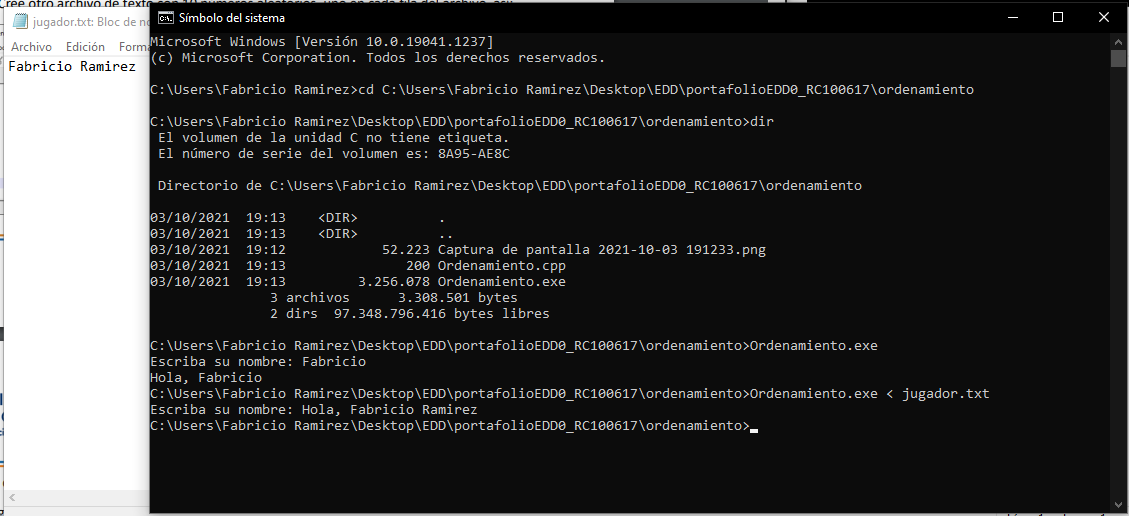 jugador.txt: Bloc de no
Archivo Edición Forma
Fabricio Ramirez
Símbolo del sistema
Microsoft Windows [Versión 10.0.19041.1237]
(c) Microsoft Corporation. Todos los derechos reservados.
C:\Users\Fabricio Ramirez>cd C:\Users\Fabricio Ramirez\Desktop\EDD\portafolioEDD0_RC100617\ordenamiento
C:\Users\Fabricio Ramirez\Desktop\EDD\portafolioEDD0_RC100617\ordenamiento>dir
El volumen de la unidad C no tiene etiqueta.
El número de serie del volumen es: 8A95-AE8C
Directorio de C:\Users\Fabricio Ramirez\Desktop\EDD\portafolioEDD0_RC100617\ordenamiento
03/10/2021 19:13 <DIR> .
03/10/2021 19:13 <DIR> ..
03/10/2021 19:12 52.223 Captura de pantalla 2021-10-03 191233.png
03/10/2021 19:13 200 Ordenamiento.cpp
03/10/2021 19:13 3.256.078 Ordenamiento.exe
3 archivos 3.308.501 bytes
2 dirs 97.348.796.416 bytes libres
C:\Users\Fabricio Ramirez\Desktop\EDD\portafolioEDD0_RC100617\ordenamiento>Ordenamiento.exe
Escriba su nombre: Fabricio
Hola, Fabricio
C:\Users\Fabricio Ramirez\Desktop\EDD\portafolioEDD0_RC100617\ordenamiento>Ordenamiento.exe < jugador.txt
Escriba su nombre: Hola, Fabricio Ramirez
C:\Users\Fabricio Ramirez\Desktop\EDD\portafolioEDD0_RC100617\ordenamiento>